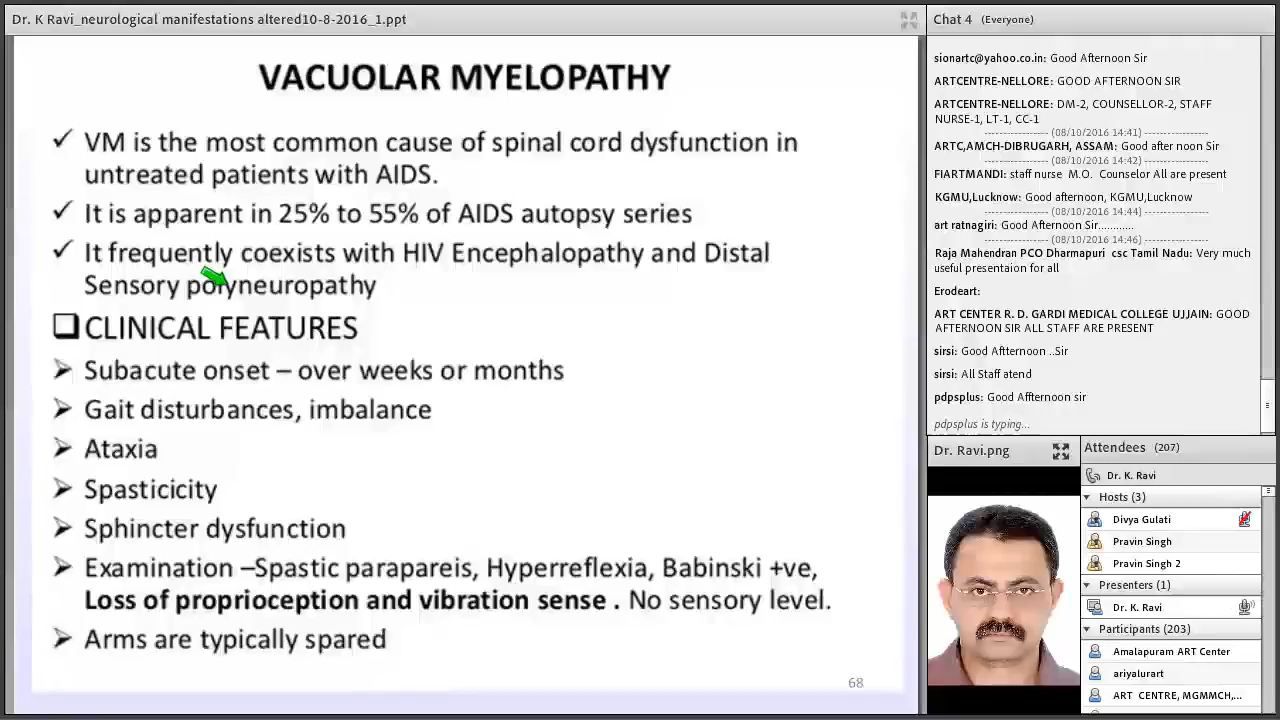 Dr. K Ravi_neurological manifestations altered10-8-2016_1.ppt
VACUOLAR MYELOPATHY
✓ VM is the most common cause of spinal cord dysfunction in
untreated patients with AIDS.
✓ It is apparent in 25% to 55% of AIDS autopsy series
✓ It frequently coexists with HIV Encephalopathy and Distal
Sensory polyneuropathy
❑ CLINICAL FEATURES
➢ Subacute onset – over weeks or months
➢ Gait disturbances, imbalance
➢ Ataxia
➢ Spasticicity
➢ Sphincter dysfunction
➢ Examination –Spastic parapareis, Hyperreflexia, Babinski +ve,
Loss of proprioception and vibration sense . No sensory level.
➢ Arms are typically spared
68
Chat 4 (Everyone)
sionartc@yahoo.co.in: Good Afternoon Sir
ARTCENTRE-NELLORE: GOOD AFTERNOON SIR
ARTCENTRE-NELLORE: DM-2, COUNSELLOR-2, STAFF
NURSE-1, LT-1, CC-1
------------------ (08/10/2016 14:41) ------------------
ARTC,AMCH-DIBRUGARH, ASSAM: Good after noon Sir
------------------ (08/10/2016 14:42) ------------------
FIARTMANDI: staff nurse M.O. Counselor All are present
KGMU,Lucknow: Good afternoon, KGMU,Lucknow
------------------ (08/10/2016 14:44) ------------------
art ratnagiri: Good Afternoon Sir............
------------------ (08/10/2016 14:46) ------------------
Raja Mahendran PCO Dharmapuri csc Tamil Nadu: Very much
useful presentaion for all
Erodeart:
ART CENTER R. D. GARDI MEDICAL COLLEGE UJJAIN: GOOD
AFTERNOON SIR ALL STAFF ARE PRESENT
sirsi: Good Afternoon ..Sir
sirsi: All Staff atend
pdpsplus: Good Affernoon sir
pdpsplus is typing...
Dr. Ravi.png
Attendees (207)
Dr. K. Ravi
Hosts (3)
Divya Gulati
Pravin Singh
Pravin Singh 2
Presenters (1)
Dr. K. Ravi
Participants (203)
Amalapuram ART Center
ariyalurart
ART CENTRE, MGMMCH,...